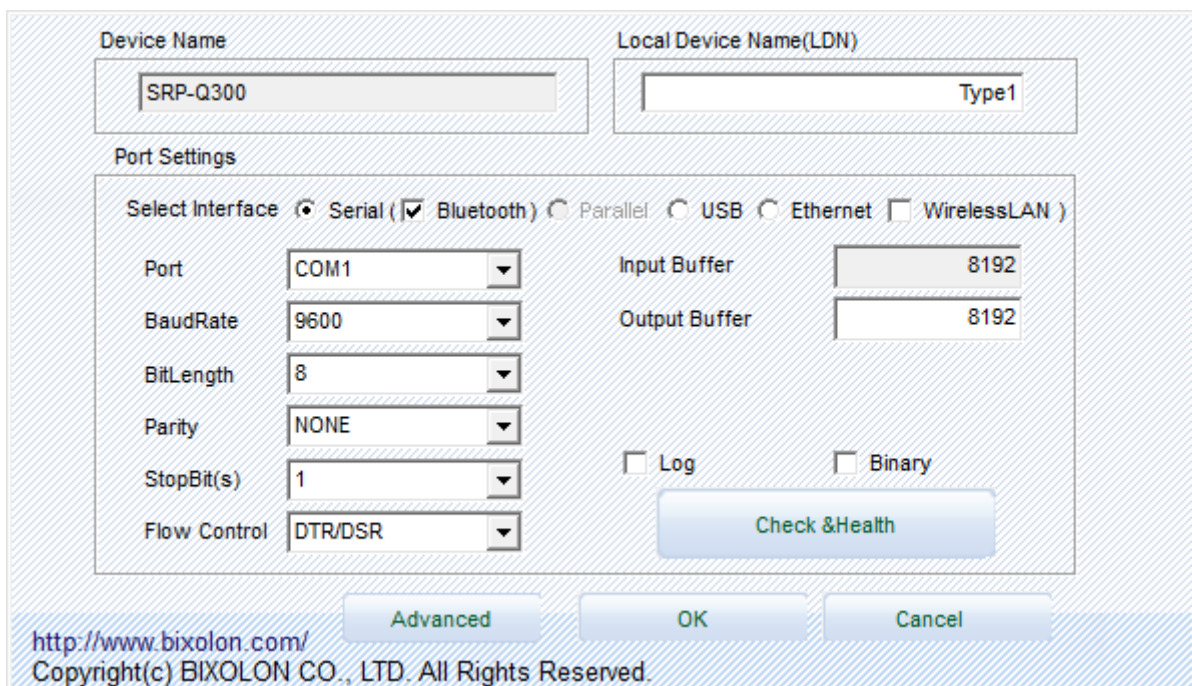 Device Name Local Device Name(LDN)
SRP-Q300 Type1
Port Settings
Select Interface Serial ( Bluetooth ) Parallel USB Ethernet WirelessLAN )
Port COM1 Input Buffer 8192
BaudRate 9600 Output Buffer 8192
BitLength 8
Parity NONE
Log Binary
StopBit(s) 1
Flow Control DTR/DSR Check &Health
Advanced OK Cancel
http://www.bixolon.com/
Copyright(c) BIXOLON CO., LTD. All Rights Reserved.